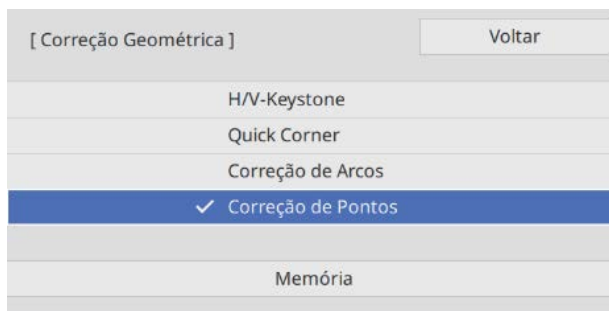 [ Correção Geométrica ]
Voltar
H/V-Keystone
Quick Corner
Correção de Arcos
Correção de Pontos
Memória